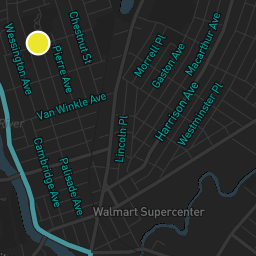 Wessington Ave
Pierre Ave
Chestnut St
Morrell Pl
Gaston Ave
Macarthur Ave
Van Winkle Ave
Lincoln Pl
Harrison Ave
Westminster Pl
River
Cambridge Ave
Palisade Ave
Walmart Supercenter